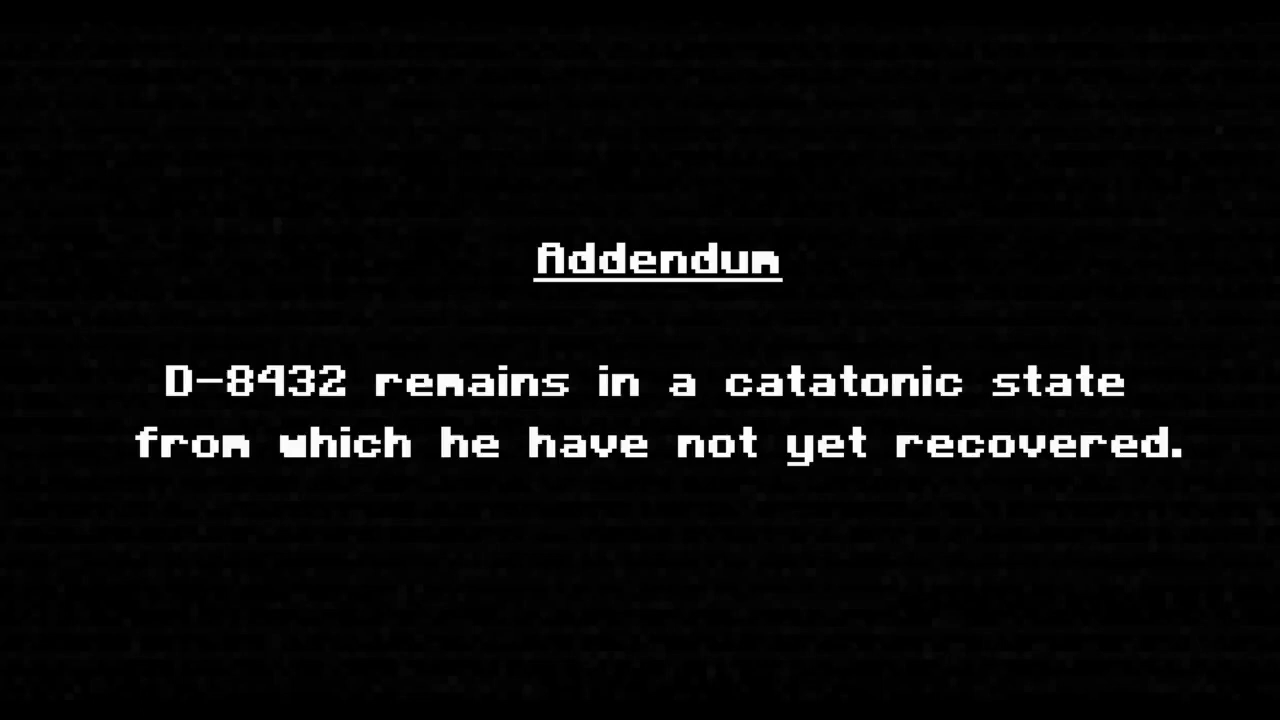 Addendum
D-8432 remains in a catatonic state
from which he have not yet recovered.